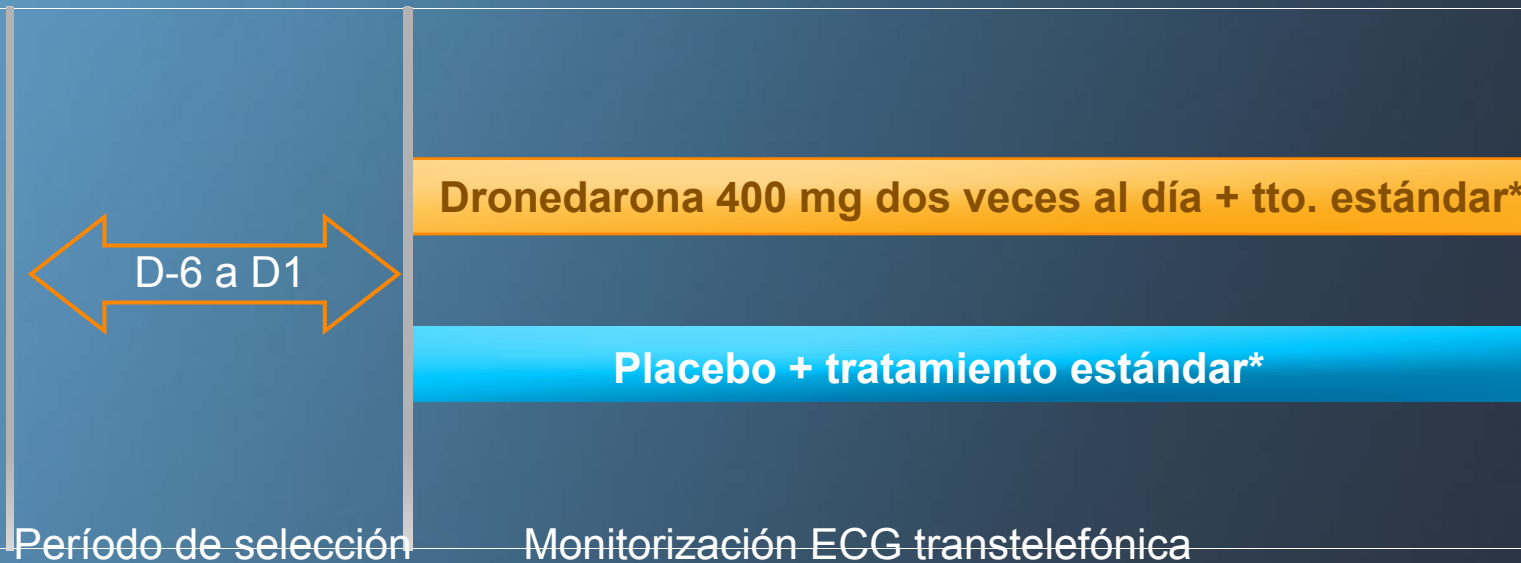 Dronedarona 400 mg dos veces al día + tto. estándar*
D-6 a D1
Placebo + tratamiento estándar*
Período de selección
Monitorización ECG transtelefónica